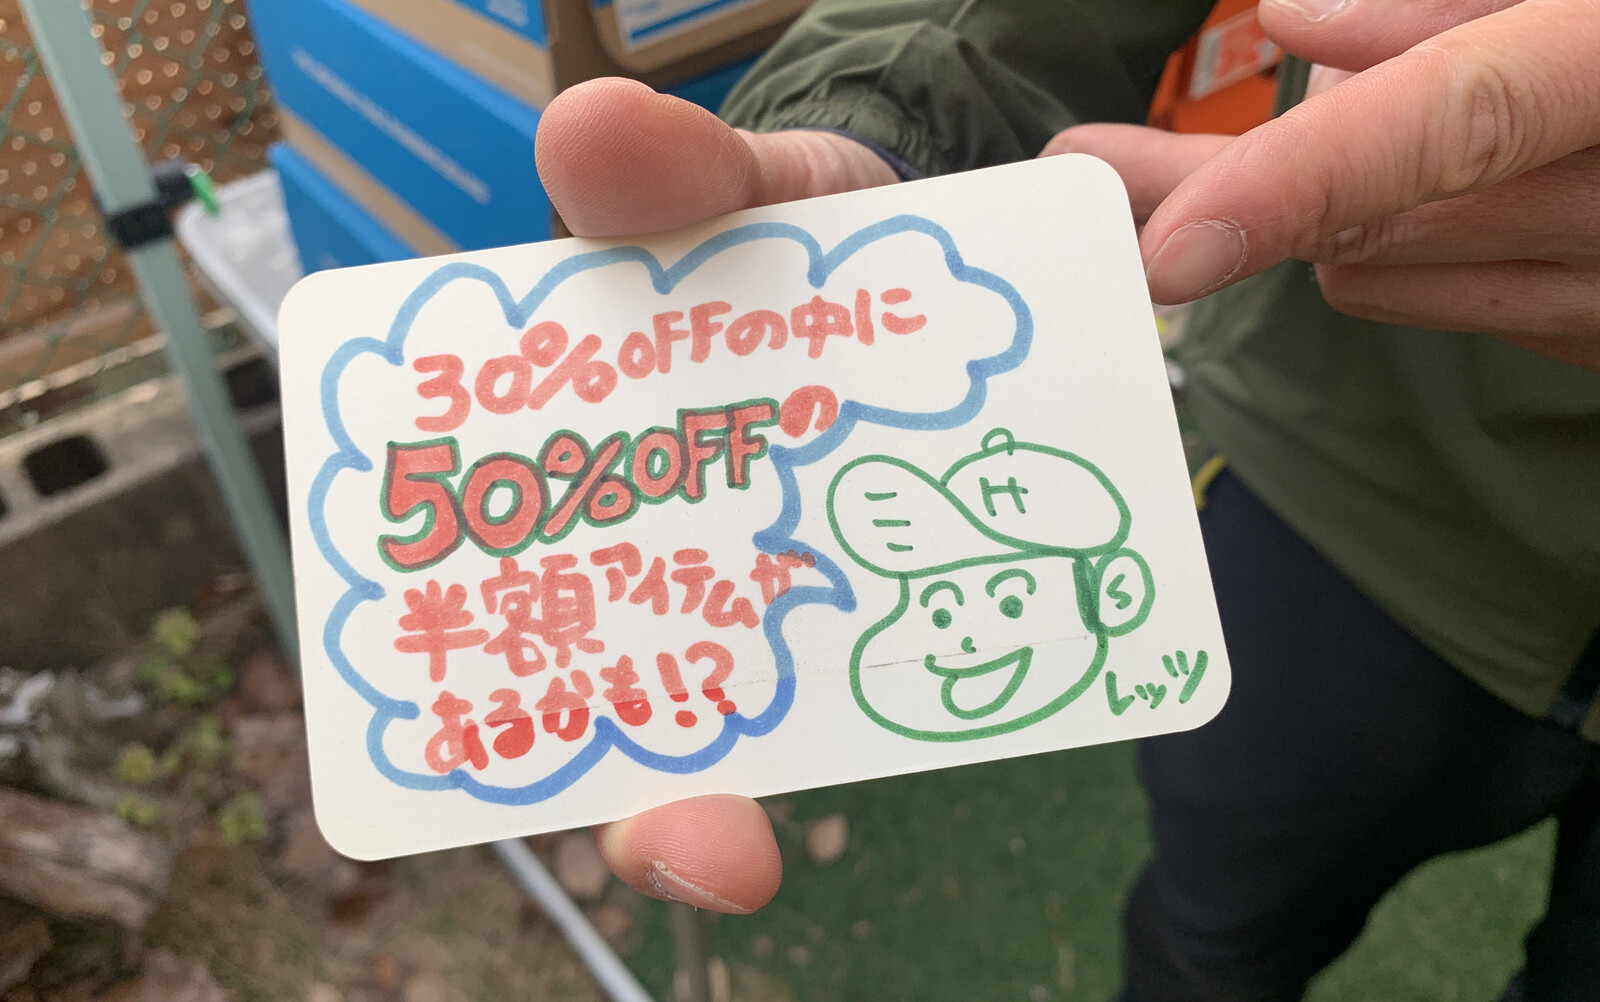 30%OFFの中に
50%OFFの
半額アイテムが
あるかも!?
H
S
レッツ